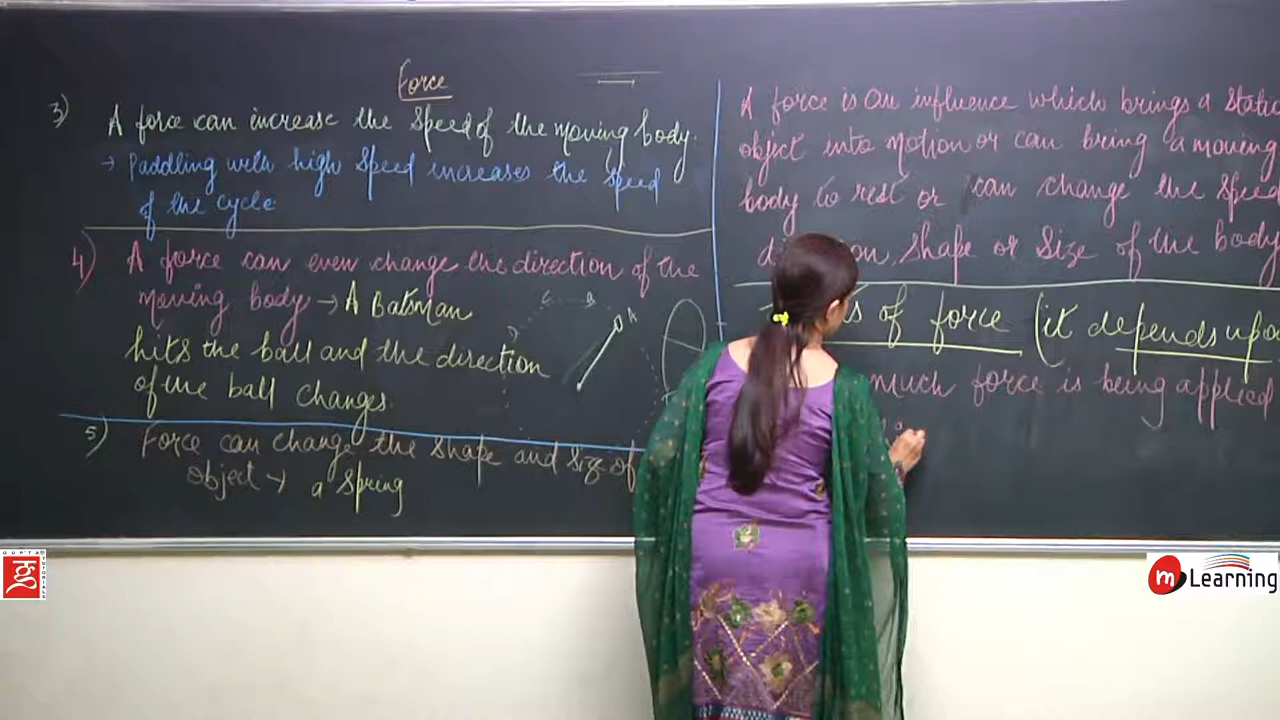 Force
3)
A force can increase the speed of the moving body.
→ Paddling with high speed increases the speed
of the cycle
4) A force can even change the direction of the
moving body → A Batsman
hits the ball and the direction
of the ball changes.
5) Force can change the shape and size of
object → a spring
C B
A
D
A force is an influence which brings a static
object into motion or can bring a moving
body to rest or can change the speed
shape or size of the body
of force (it depends upon
much force is being applied
GUPTA TUTORIALS
m Learning